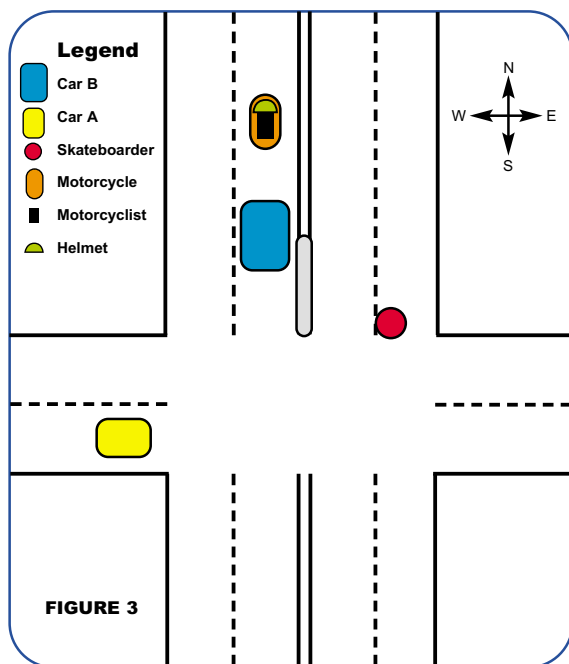 Legend
Car B
Car A
Skateboarder
Motorcycle
Motorcyclist
Helmet
N
W E
S
FIGURE 3